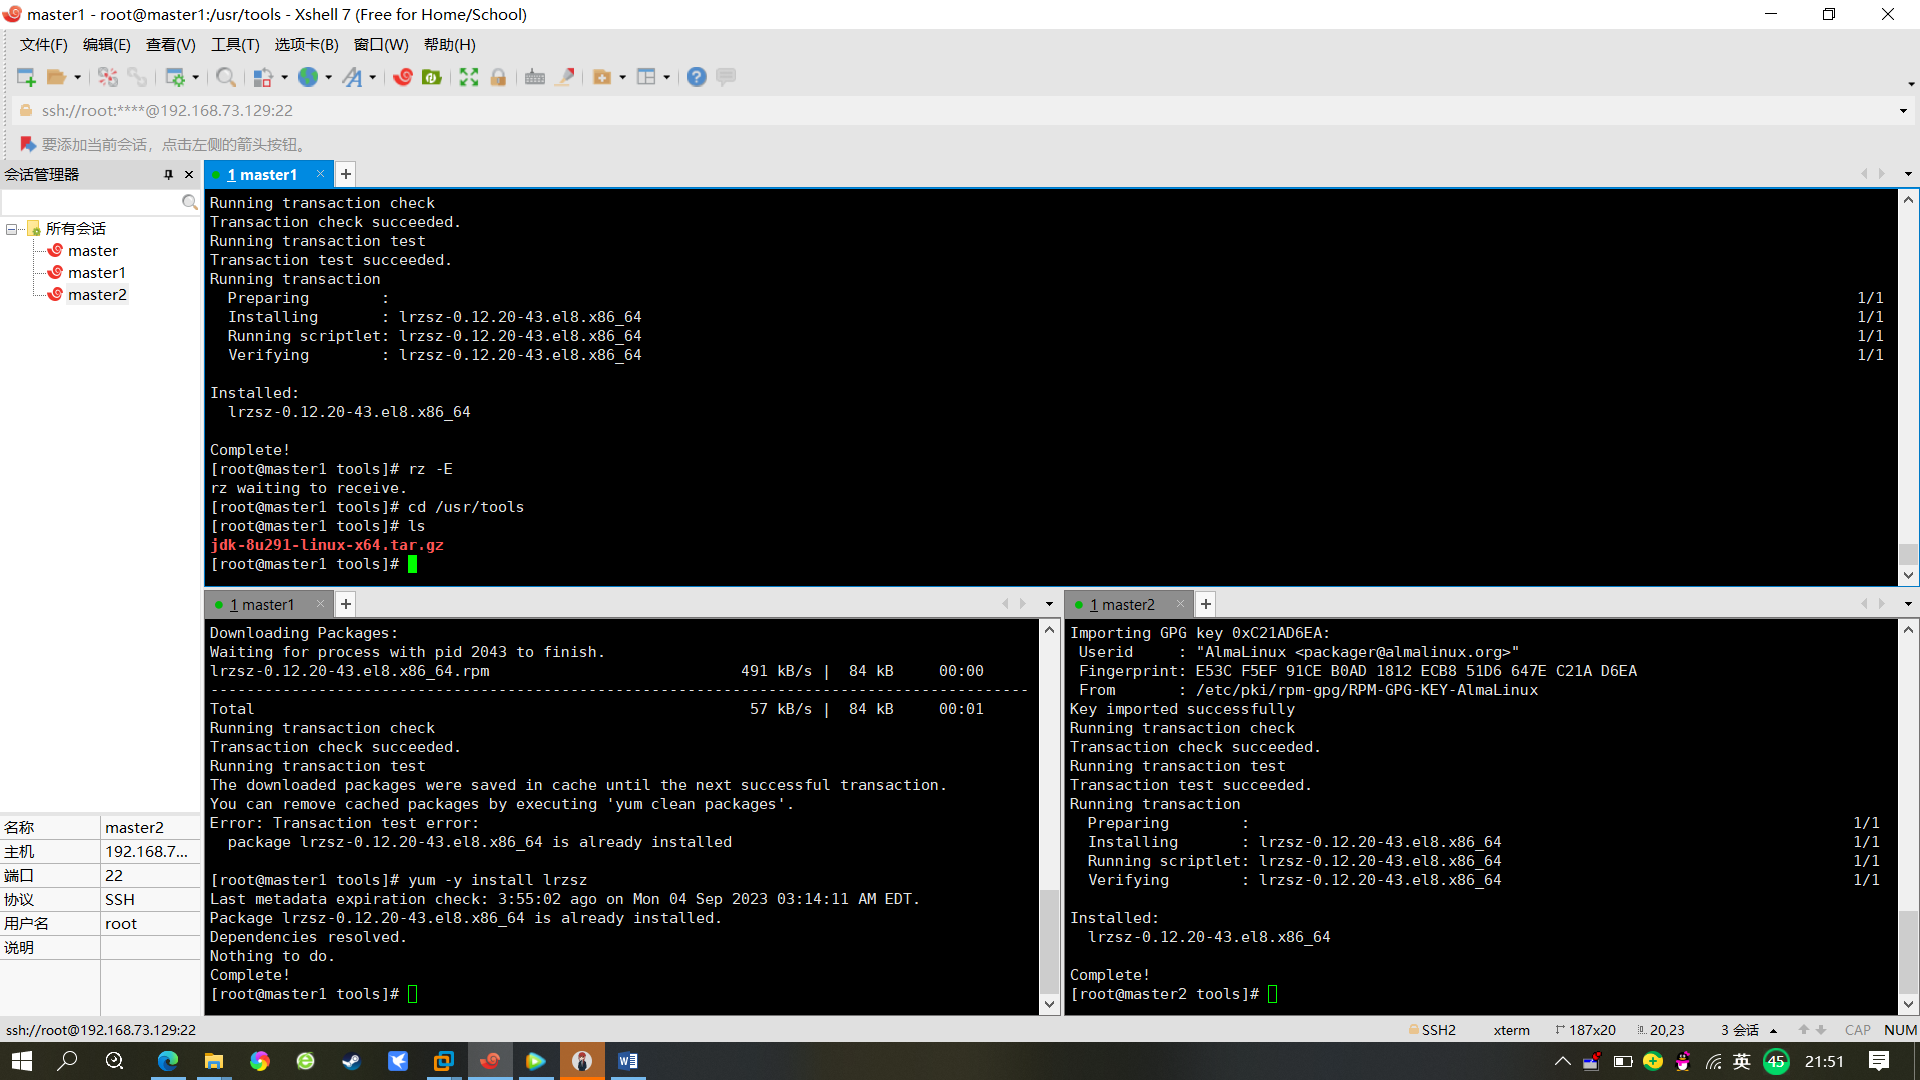 master1 - root@master1:/usr/tools - Xshell 7 (Free for Home/School)
文件(F) 编辑(E) 查看(V) 工具(T) 选项卡(B) 窗口(W) 帮助(H)
ssh://root:****@192.168.73.129:22
要添加当前会话，点击左侧的箭头按钮。
会话管理器
所有会话
master
master1
master2
名称 master2
主机 192.168.7...
端口 22
协议 SSH
用户名 root
说明
1 master1
Running transaction check
Transaction check succeeded.
Running transaction test
Transaction test succeeded.
Running transaction
  Preparing        :                                                        1/1
  Installing       : lrzsz-0.12.20-43.el8.x86_64                            1/1
  Running scriptlet: lrzsz-0.12.20-43.el8.x86_64                            1/1
  Verifying        : lrzsz-0.12.20-43.el8.x86_64                            1/1
Installed:
  lrzsz-0.12.20-43.el8.x86_64
Complete!
[root@master1 tools]# rz -E
rz waiting to receive.
[root@master1 tools]# cd /usr/tools
[root@master1 tools]# ls
jdk-8u291-linux-x64.tar.gz
[root@master1 tools]#
1 master1
Downloading Packages:
Waiting for process with pid 2043 to finish.
lrzsz-0.12.20-43.el8.x86_64.rpm                            491 kB/s |  84 kB     00:00
-------------------------------------------------------------------------------------------
Total                                                       57 kB/s |  84 kB     00:01
Running transaction check
Transaction check succeeded.
Running transaction test
The downloaded packages were saved in cache until the next successful transaction.
You can remove cached packages by executing 'yum clean packages'.
Error: Transaction test error:
  package lrzsz-0.12.20-43.el8.x86_64 is already installed
[root@master1 tools]# yum -y install lrzsz
Last metadata expiration check: 3:55:02 ago on Mon 04 Sep 2023 03:14:11 AM EDT.
Package lrzsz-0.12.20-43.el8.x86_64 is already installed.
Dependencies resolved.
Nothing to do.
Complete!
[root@master1 tools]#
1 master2
Importing GPG key 0xC21AD6EA:
 Userid     : "AlmaLinux <packager@almalinux.org>"
 Fingerprint: E53C F5EF 91CE B0AD 1812 ECB8 51D6 647E C21A D6EA
 From       : /etc/pki/rpm-gpg/RPM-GPG-KEY-AlmaLinux
Key imported successfully
Running transaction check
Transaction check succeeded.
Running transaction test
Transaction test succeeded.
Running transaction
  Preparing        :                                                        1/1
  Installing       : lrzsz-0.12.20-43.el8.x86_64                            1/1
  Running scriptlet: lrzsz-0.12.20-43.el8.x86_64                            1/1
  Verifying        : lrzsz-0.12.20-43.el8.x86_64                            1/1
Installed:
  lrzsz-0.12.20-43.el8.x86_64
Complete!
[root@master2 tools]#
ssh://root@192.168.73.129:22 SSH2 xterm 187x20 20,23 3 会话 CAP NUM
英 45 21:51